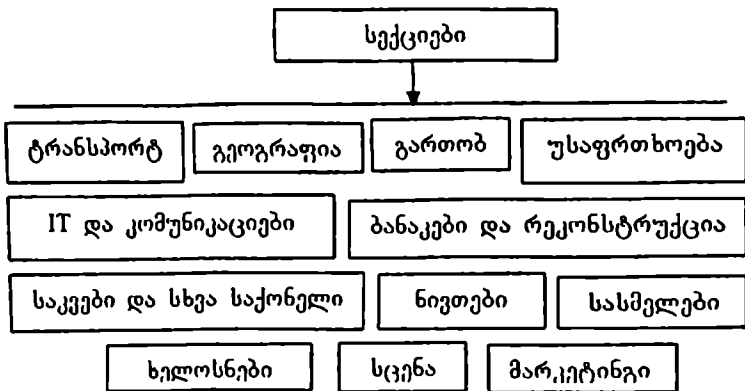 სექციები
ტრანსპორტ გეოგრაფია გართობ უსაფრთხოება
IT და კომუნიკაციები ბანაკები და რეკონსტრუქცია
საკვები და სხვა საქონელი ნივთები სასმელები
ხელოსნები სცენა მარკეტინგი